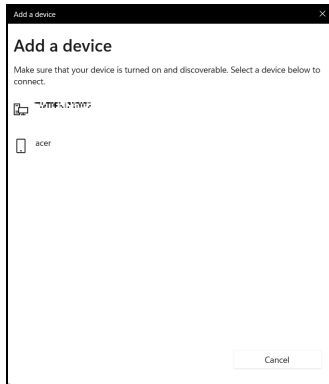 Add a device
Add a device
Make sure that your device is turned on and discoverable. Select a device below to
connect.
acer
Cancel